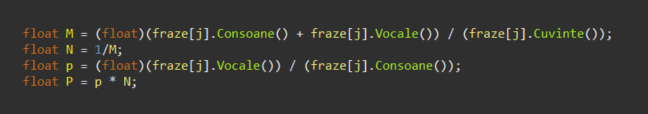 float M = (float)(fraze[j].Consoane() + fraze[j].Vocale()) / (fraze[j].Cuvinte());
float N = 1/M;
float p = (float)(fraze[j].Vocale()) / (fraze[j].Consoane());
float P = p * N;